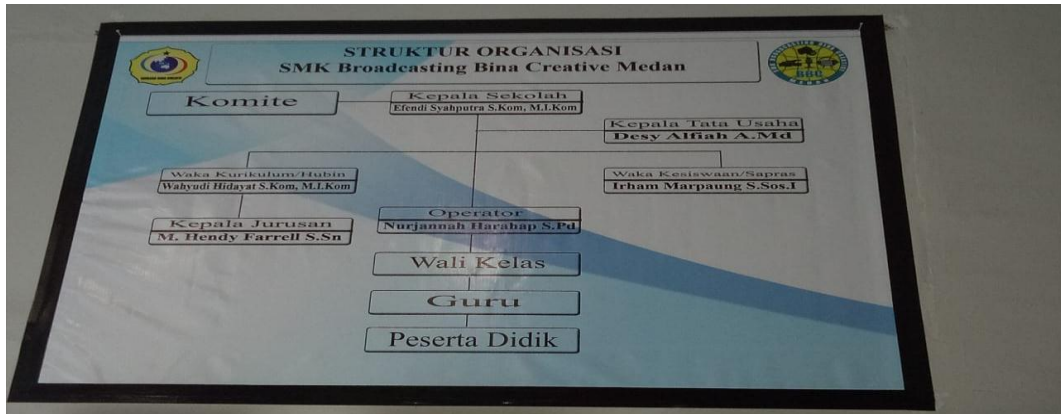 STRUKTUR ORGANISASI
SMK Broadcasting Bina Creative Medan
BBC
Komite
Kepala Sekolah
Efendi Syahputra S.Kom, M.I.Kom
Kepala Tata Usaha
Desy Alfiah A.Md
Waka Kurikulum/Hubin
Wahyudi Hidayat S.Kom, M.I.Kom
Waka Kesiswaan/Sapras
Irham Marpaung S.Sos.I
Kepala Jurusan
M. Hendy Farrell S.Sn
Operator
Nurjannah Harahap S.Pd
Wali Kelas
Guru
Peserta Didik